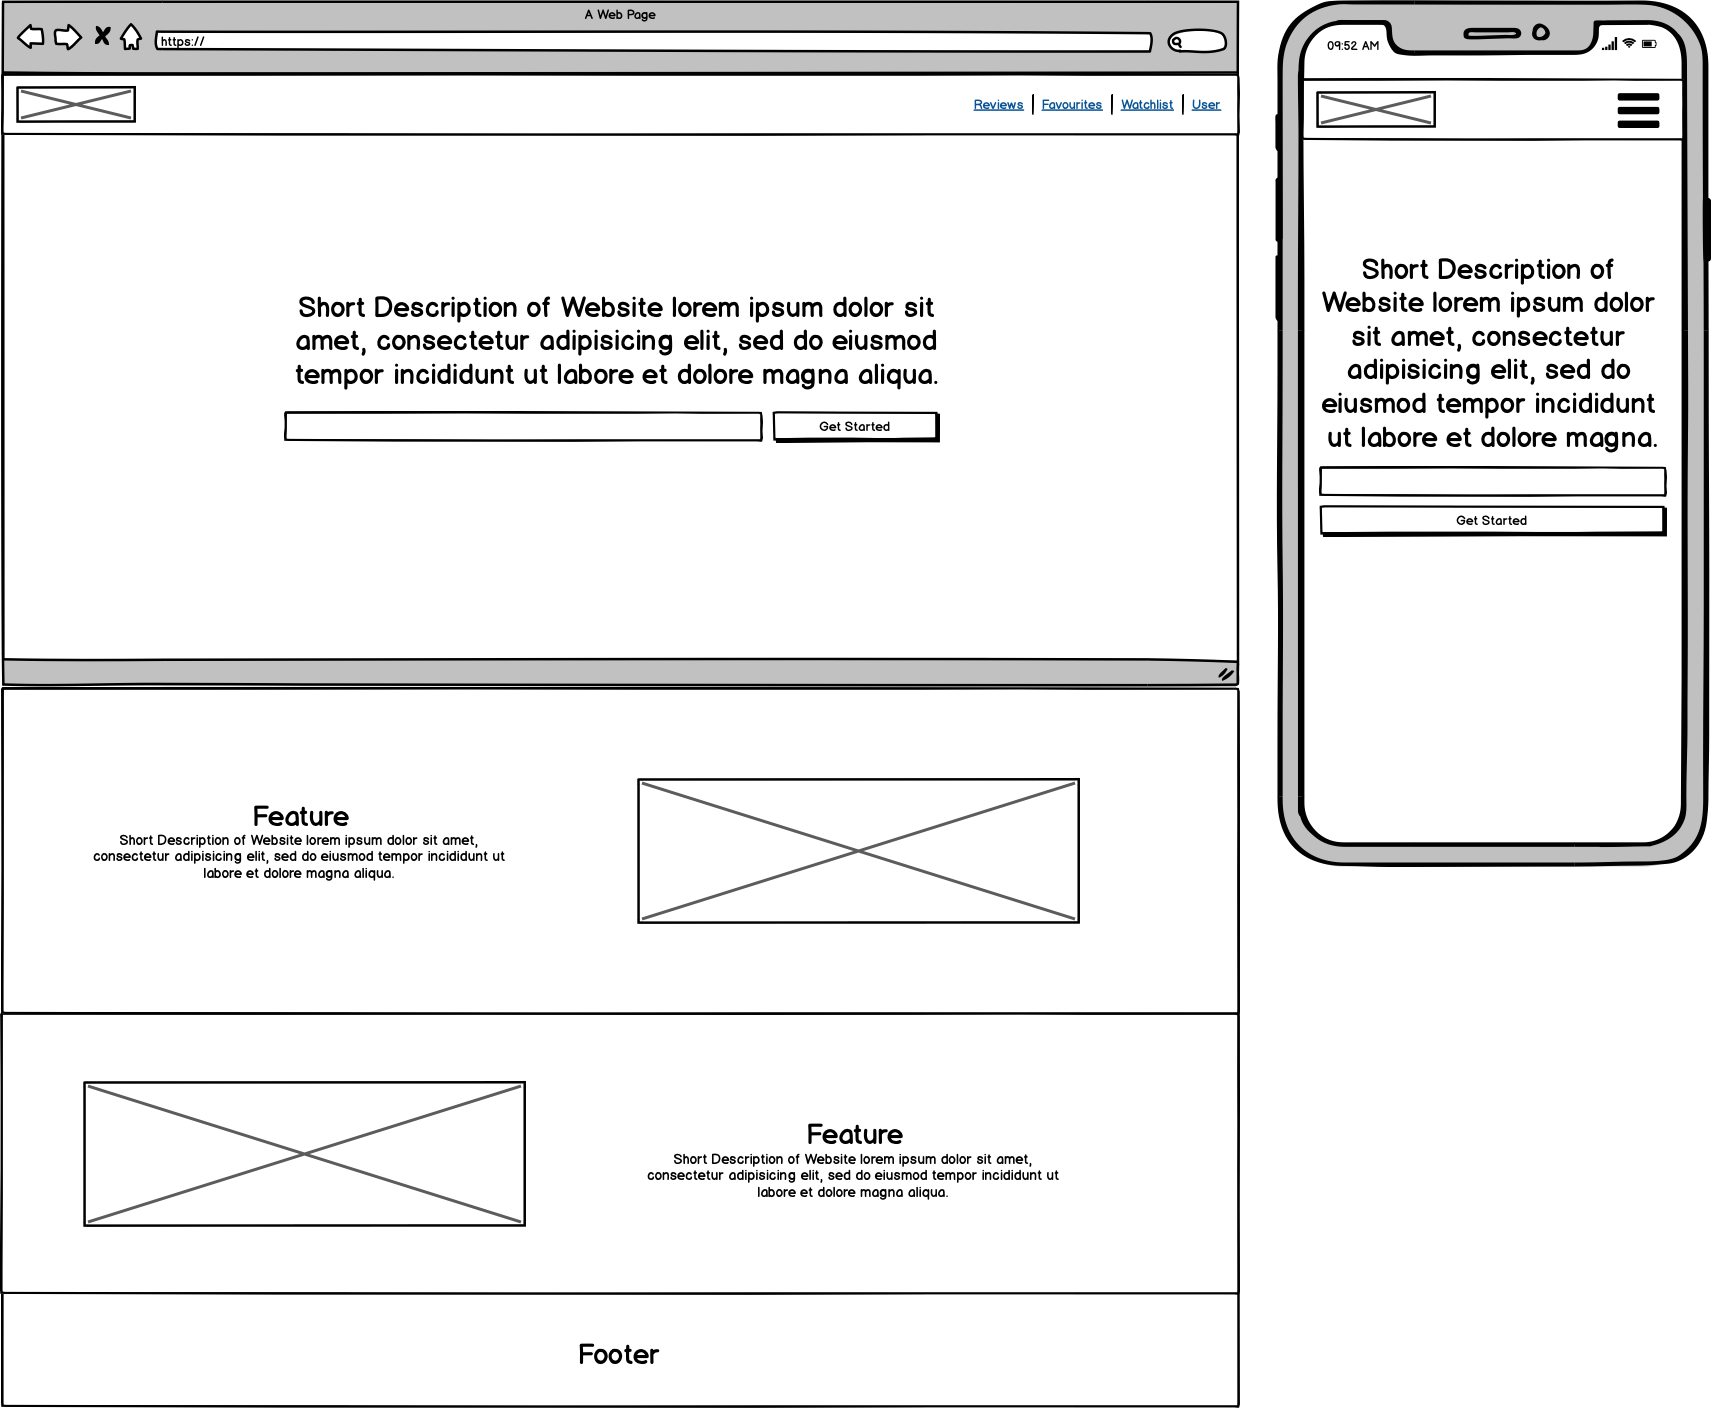 A Web Page
https://
Reviews Favourites Watchlist User
Short Description of Website lorem ipsum dolor sit
amet, consectetur adipisicing elit, sed do eiusmod
tempor incididunt ut labore et dolore magna aliqua.
Get Started
Feature
Short Description of Website lorem ipsum dolor sit amet,
consectetur adipisicing elit, sed do eiusmod tempor incididunt ut
labore et dolore magna aliqua.
Feature
Short Description of Website lorem ipsum dolor sit amet,
consectetur adipisicing elit, sed do eiusmod tempor incididunt ut
labore et dolore magna aliqua.
Footer
09:52 AM
Short Description of
Website lorem ipsum dolor
sit amet, consectetur
adipisicing elit, sed do
eiusmod tempor incididunt
ut labore et dolore magna.
Get Started